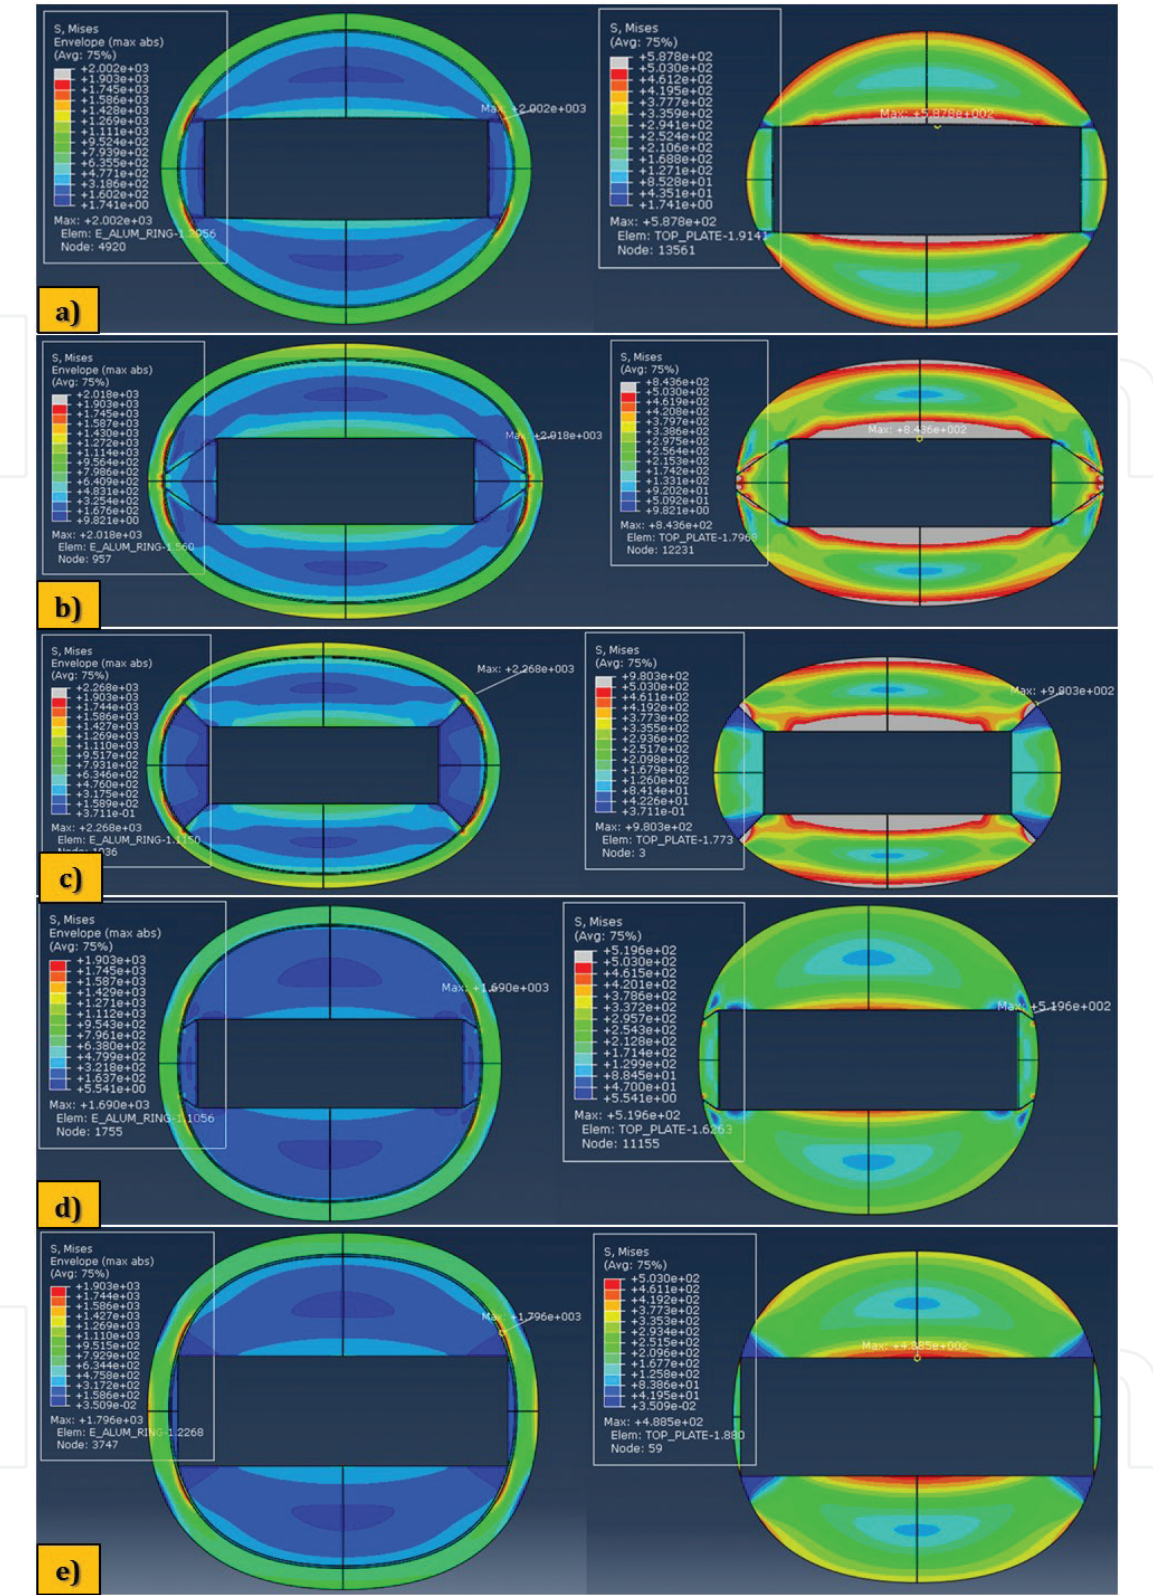 S, Mises
Envelope (max abs)
(Avg: 75%)
+2.002e+03
+1.903e+03
+1.745e+03
+1.586e+03
+1.428e+03
+1.269e+03
+1.111e+03
+9.524e+02
+7.939e+02
+6.355e+02
+4.771e+02
+3.186e+02
+1.602e+02
+1.741e+00
Max: +2.002e+03
Elem: E_ALUM_RING-1.3956
Node: 4920
Max: +2.002e+003
S, Mises
(Avg: 75%)
+5.878e+02
+5.030e+02
+4.612e+02
+4.195e+02
+3.777e+02
+3.359e+02
+2.941e+02
+2.524e+02
+2.106e+02
+1.688e+02
+1.271e+02
+8.528e+01
+4.351e+01
+1.741e+00
Max: +5.878e+02
Elem: TOP_PLATE-1.9141
Node: 13561
Max: +5.878e+002
a)
S, Mises
Envelope (max abs)
(Avg: 75%)
+2.018e+03
+1.903e+03
+1.745e+03
+1.587e+03
+1.430e+03
+1.272e+03
+1.114e+03
+9.564e+02
+7.986e+02
+6.409e+02
+4.831e+02
+3.254e+02
+1.676e+02
+9.821e+00
Max: +2.018e+03
Elem: E_ALUM_RING-1.560
Node: 957
Max: +2.018e+003
S, Mises
(Avg: 75%)
+8.436e+02
+5.030e+02
+4.619e+02
+4.208e+02
+3.797e+02
+3.386e+02
+2.975e+02
+2.564e+02
+2.153e+02
+1.742e+02
+1.331e+02
+9.202e+01
+5.092e+01
+9.821e+00
Max: +8.436e+02
Elem: TOP_PLATE-1.7968
Node: 12231
Max: +8.436e+002
b)
S, Mises
Envelope (max abs)
(Avg: 75%)
+2.268e+03
+1.903e+03
+1.744e+03
+1.586e+03
+1.427e+03
+1.269e+03
+1.110e+03
+9.517e+02
+7.931e+02
+6.346e+02
+4.760e+02
+3.175e+02
+1.589e+02
+3.711e-01
Max: +2.268e+03
Elem: E_ALUM_RING-1.1150
Max: +2.268e+003
S, Mises
(Avg: 75%)
+9.803e+02
+5.030e+02
+4.611e+02
+4.192e+02
+3.773e+02
+3.355e+02
+2.936e+02
+2.517e+02
+2.098e+02
+1.679e+02
+1.260e+02
+8.414e+01
+4.226e+01
+3.711e-01
Max: +9.803e+02
Elem: TOP_PLATE-1.773
Node: 3
Max: +9.803e+002
c)
S, Mises
Envelope (max abs)
(Avg: 75%)
+1.903e+03
+1.745e+03
+1.587e+03
+1.429e+03
+1.271e+03
+1.112e+03
+9.543e+02
+7.961e+02
+6.380e+02
+4.799e+02
+3.218e+02
+1.637e+02
+5.541e+00
Max: +1.690e+03
Elem: E_ALUM_RING-1.1056
Node: 1755
Max: +1.690e+003
S, Mises
(Avg: 75%)
+5.196e+02
+5.030e+02
+4.615e+02
+4.201e+02
+3.786e+02
+3.372e+02
+2.957e+02
+2.543e+02
+2.128e+02
+1.714e+02
+1.299e+02
+8.845e+01
+4.700e+01
+5.541e+00
Max: +5.196e+02
Elem: TOP_PLATE-1.6263
Node: 11155
Max: +5.196e+002
d)
S, Mises
Envelope (max abs)
(Avg: 75%)
+1.903e+03
+1.744e+03
+1.586e+03
+1.427e+03
+1.269e+03
+1.110e+03
+9.515e+02
+7.929e+02
+6.344e+02
+4.758e+02
+3.172e+02
+1.586e+02
+3.509e-02
Max: +1.796e+03
Elem: E_ALUM_RING-1.2268
Node: 3747
Max: +1.796e+003
S, Mises
(Avg: 75%)
+5.030e+02
+4.611e+02
+4.192e+02
+3.773e+02
+3.353e+02
+2.934e+02
+2.515e+02
+2.096e+02
+1.677e+02
+1.258e+02
+8.386e+01
+4.195e+01
+3.509e-02
Max: +4.885e+02
Elem: TOP_PLATE-1.880
Node: 59
Max: +4.885e+002
e)